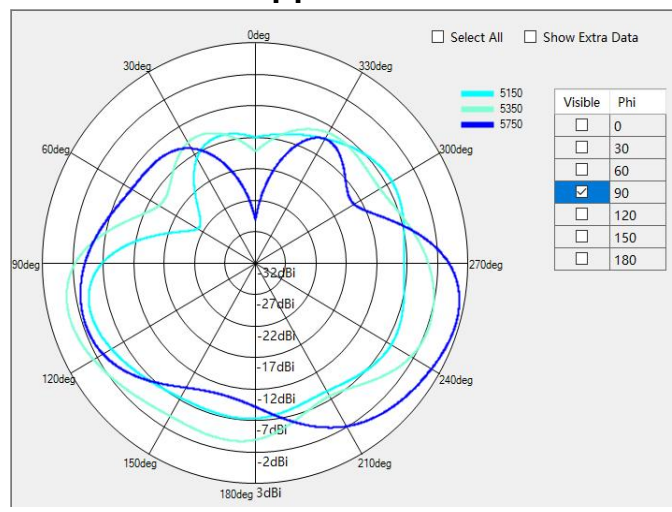 0deg
Select All
Show Extra Data
30deg
330deg
5150
5350
5750
Visible Phi
0
30
60
90
120
150
180
60deg
300deg
90deg
270deg
-32dBi
-27dBi
-22dBi
-17dBi
-12dBi
-7dBi
-2dBi
3dBi
120deg
240deg
150deg
210deg
180deg